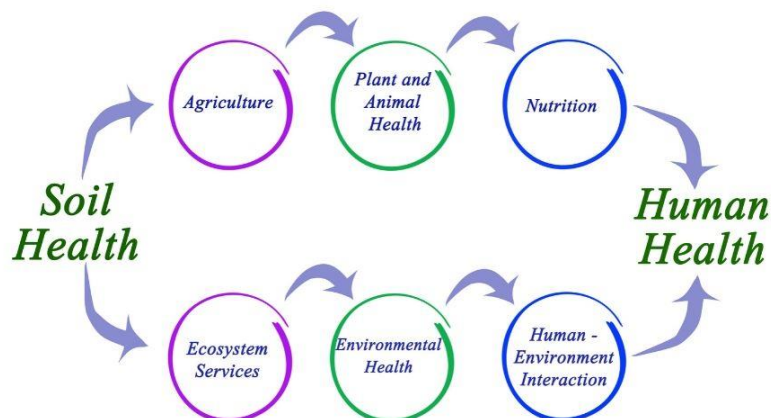 Agriculture
Plant and
Animal
Health
Nutrition
Soil
Health
Human
Health
Ecosystem
Services
Environmental
Health
Human -
Environment
Interaction